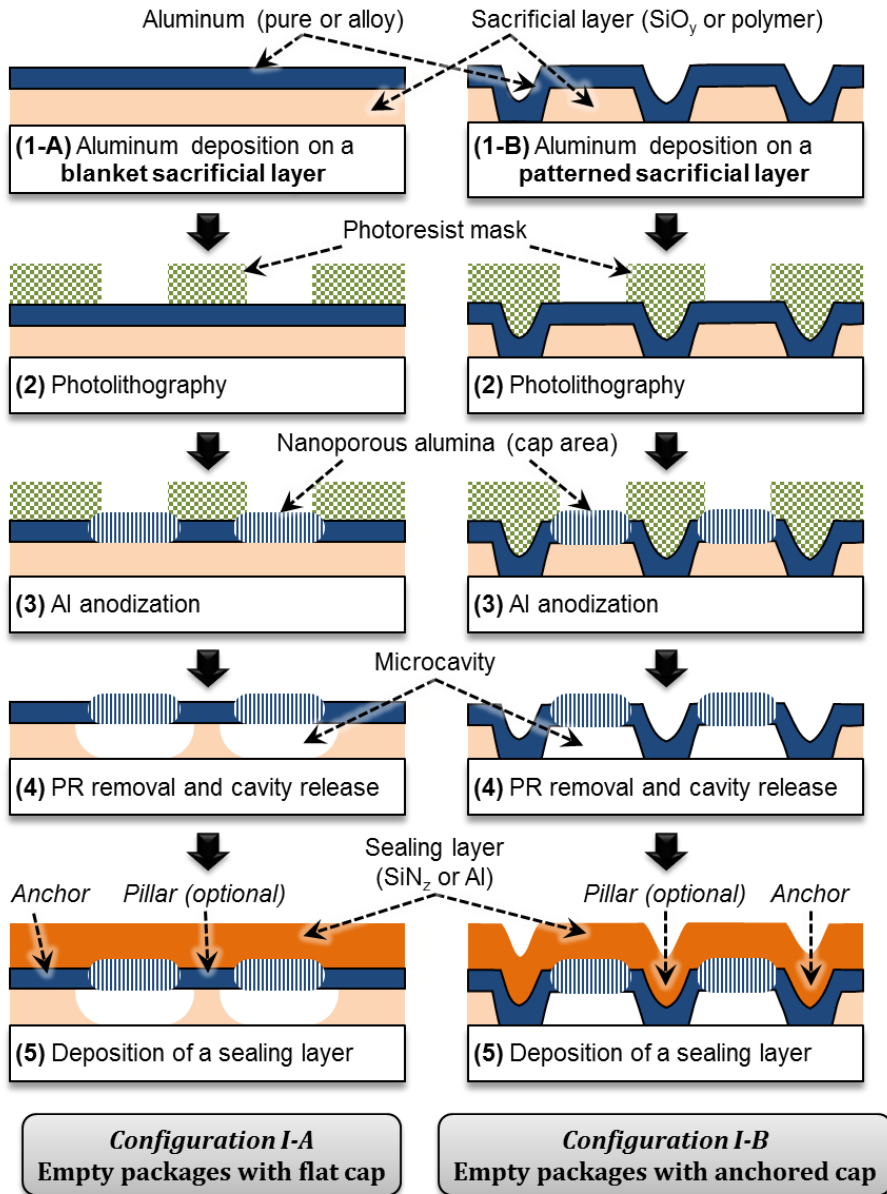 Aluminum (pure or alloy)
Sacrificial layer (SiOy or polymer)
(1-A) Aluminum deposition on a
blanket sacrificial layer
(1-B) Aluminum deposition on a
patterned sacrificial layer
Photoresist mask
(2) Photolithography
(2) Photolithography
Nanoporous alumina (cap area)
(3) Al anodization
(3) Al anodization
Microcavity
(4) PR removal and cavity release
(4) PR removal and cavity release
Sealing layer
(SiNz or Al)
Anchor
Pillar (optional)
Pillar (optional)
Anchor
(5) Deposition of a sealing layer
(5) Deposition of a sealing layer
Configuration I-A
Empty packages with flat cap
Configuration I-B
Empty packages with anchored cap